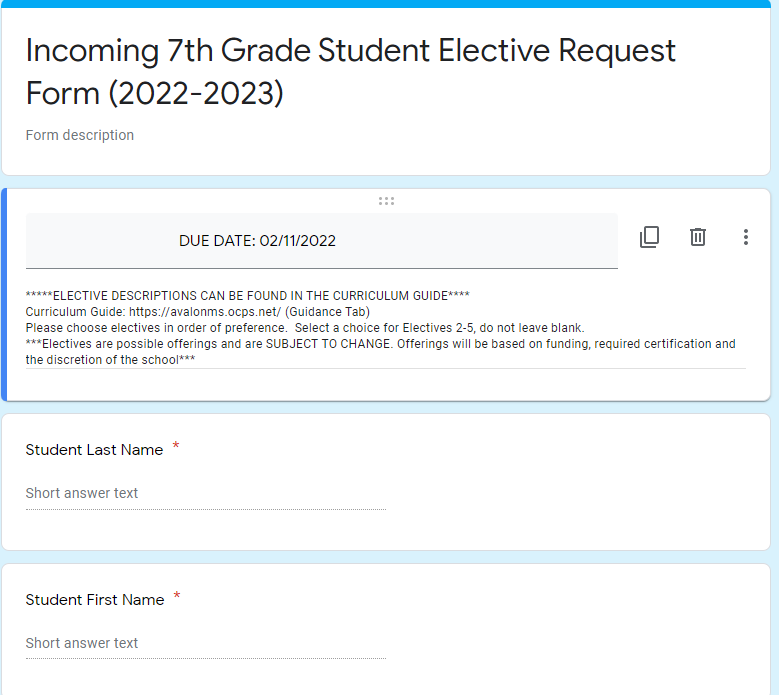 Incoming 7th Grade Student Elective Request
Form (2022-2023)
Form description
DUE DATE: 02/11/2022
*****ELECTIVE DESCRIPTIONS CAN BE FOUND IN THE CURRICULUM GUIDE****
Curriculum Guide: https://avalonms.ocps.net/ (Guidance Tab)
Please choose electives in order of preference.  Select a choice for Electives 2-5, do not leave blank.
***Electives are possible offerings and are SUBJECT TO CHANGE. Offerings will be based on funding, required certification and
the discretion of the school***
Student Last Name *
Short answer text
Student First Name *
Short answer text